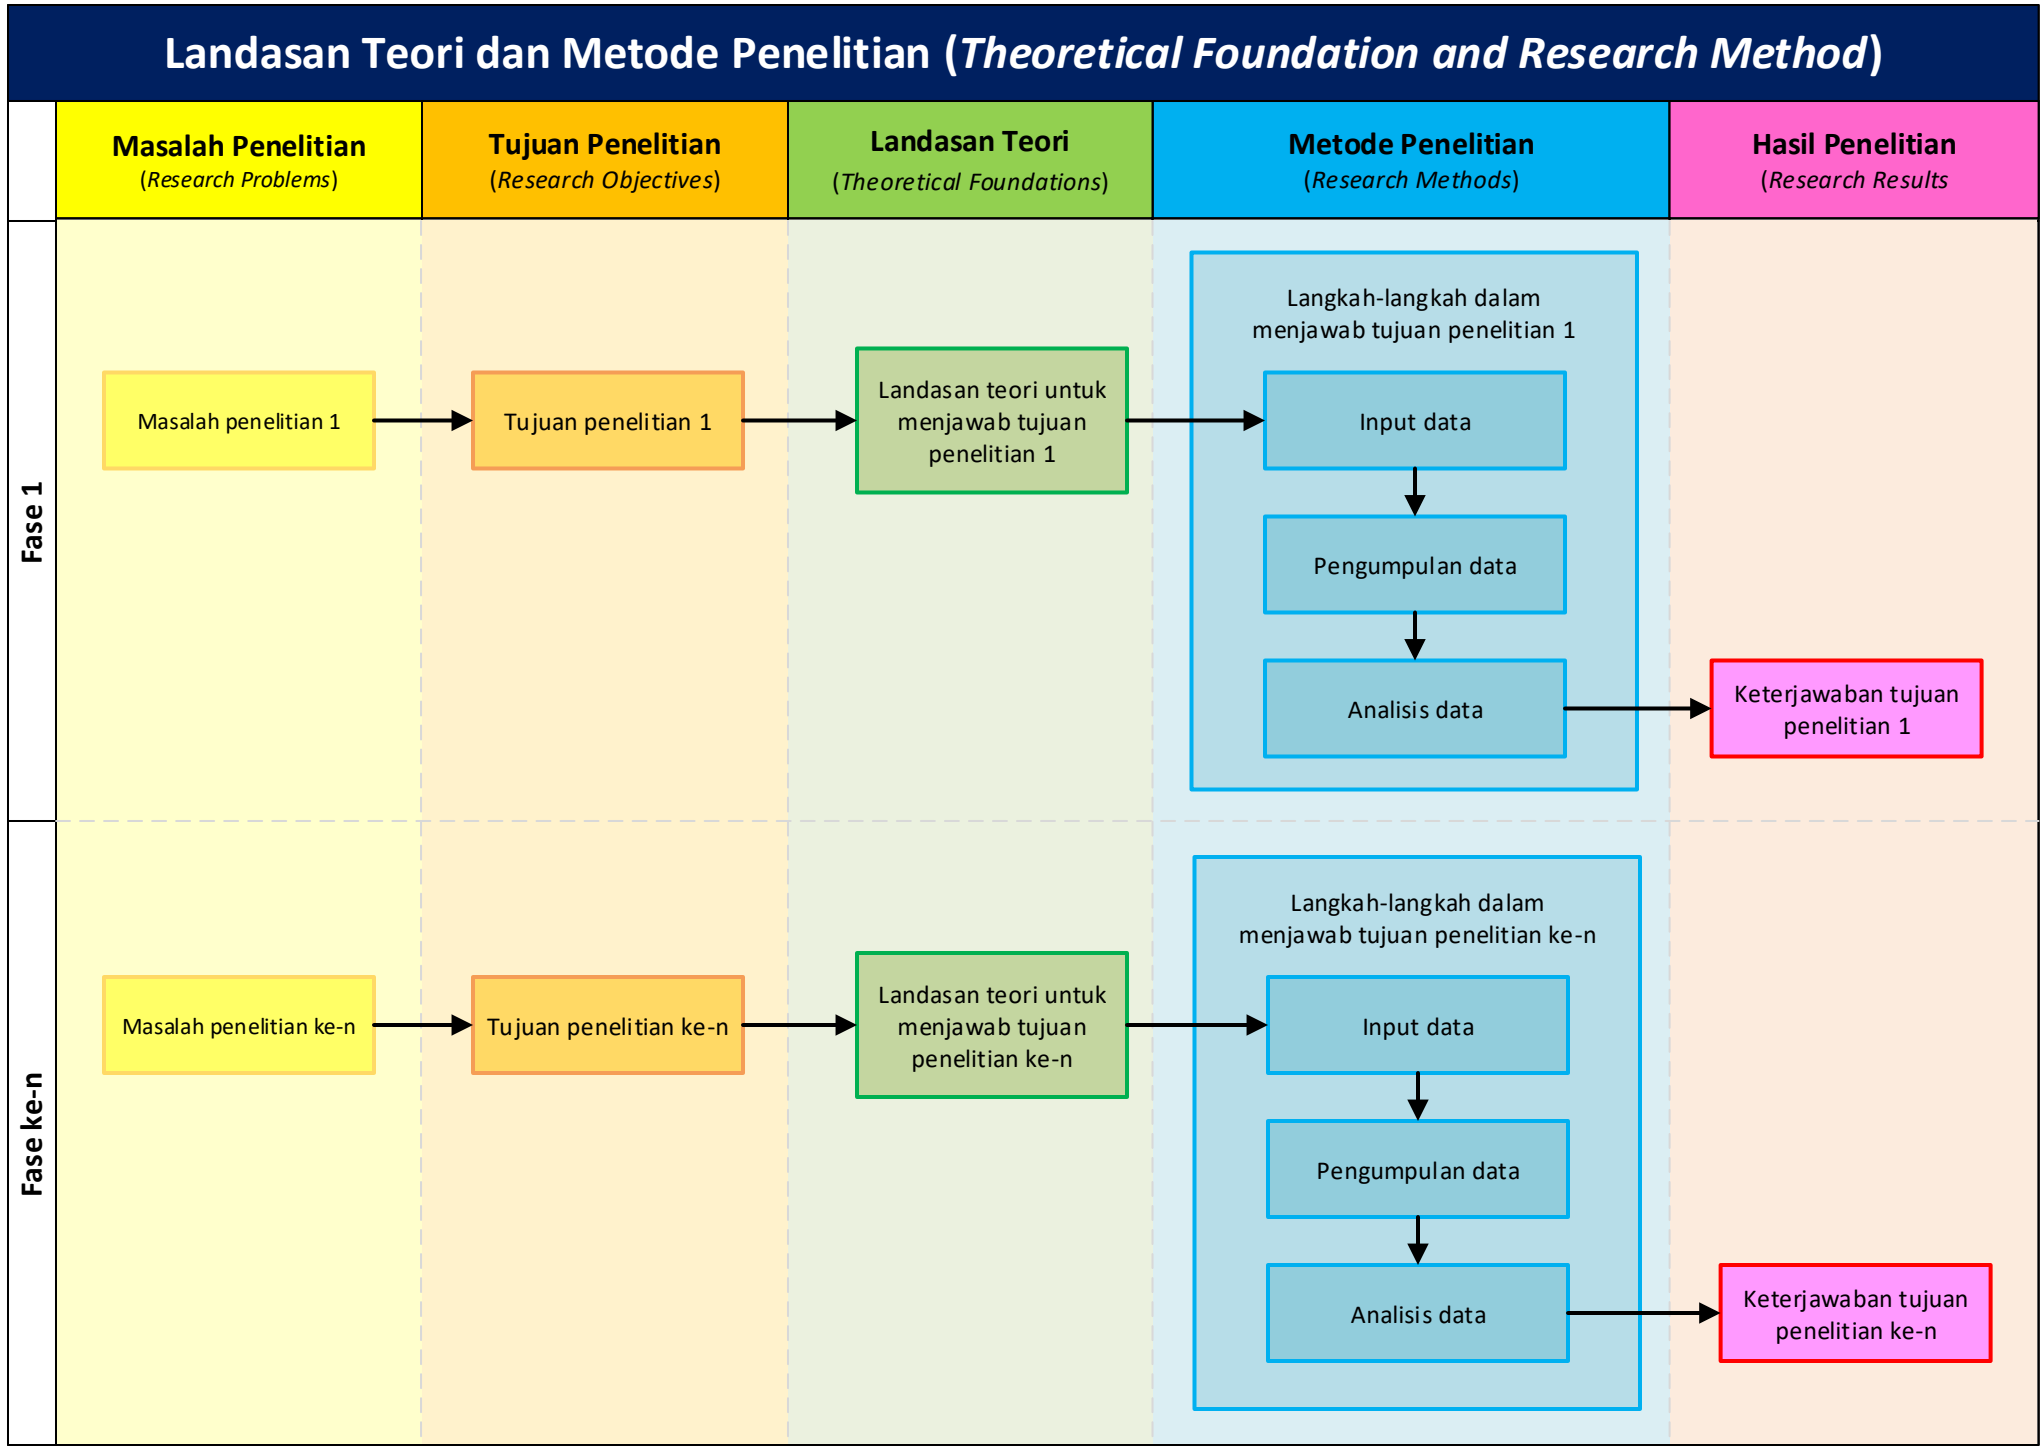 Landasan Teori dan Metode Penelitian (Theoretical Foundation and Research Method)
Masalah Penelitian
(Research Problems)
Tujuan Penelitian
(Research Objectives)
Landasan Teori
(Theoretical Foundations)
Metode Penelitian
(Research Methods)
Hasil Penelitian
(Research Results
Fase 1
Masalah penelitian 1
Tujuan penelitian 1
Landasan teori untuk
menjawab tujuan
penelitian 1
Langkah-langkah dalam
menjawab tujuan penelitian 1
Input data
Pengumpulan data
Analisis data
Keterjawaban tujuan
penelitian 1
Fase ke-n
Masalah penelitian ke-n
Tujuan penelitian ke-n
Landasan teori untuk
menjawab tujuan
penelitian ke-n
Langkah-langkah dalam
menjawab tujuan penelitian ke-n
Input data
Pengumpulan data
Analisis data
Keterjawaban tujuan
penelitian ke-n